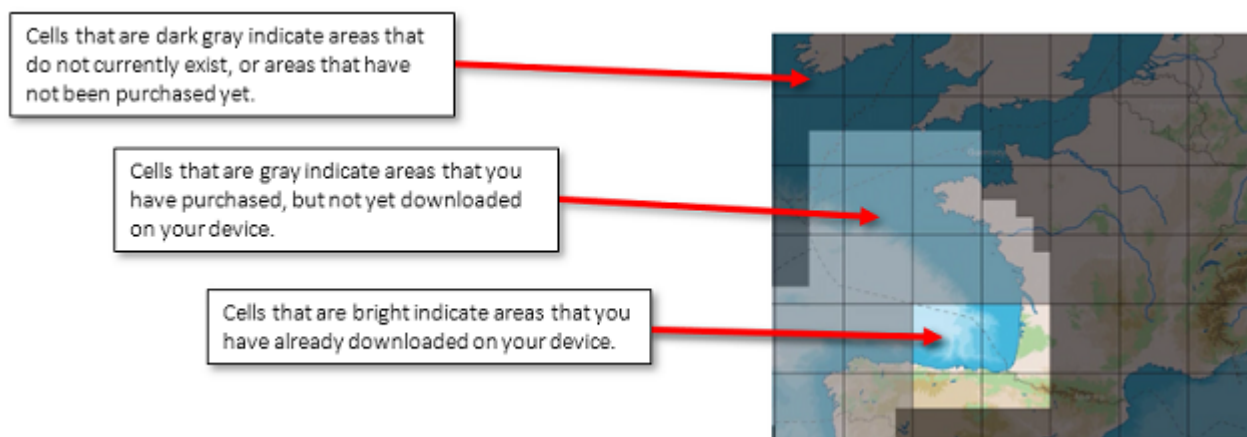 Cells that are dark gray indicate areas that
do not currently exist, or areas that have
not been purchased yet.
Cells that are gray indicate areas that you
have purchased, but not yet downloaded
on your device.
Cells that are bright indicate areas that you
have already downloaded on your device.